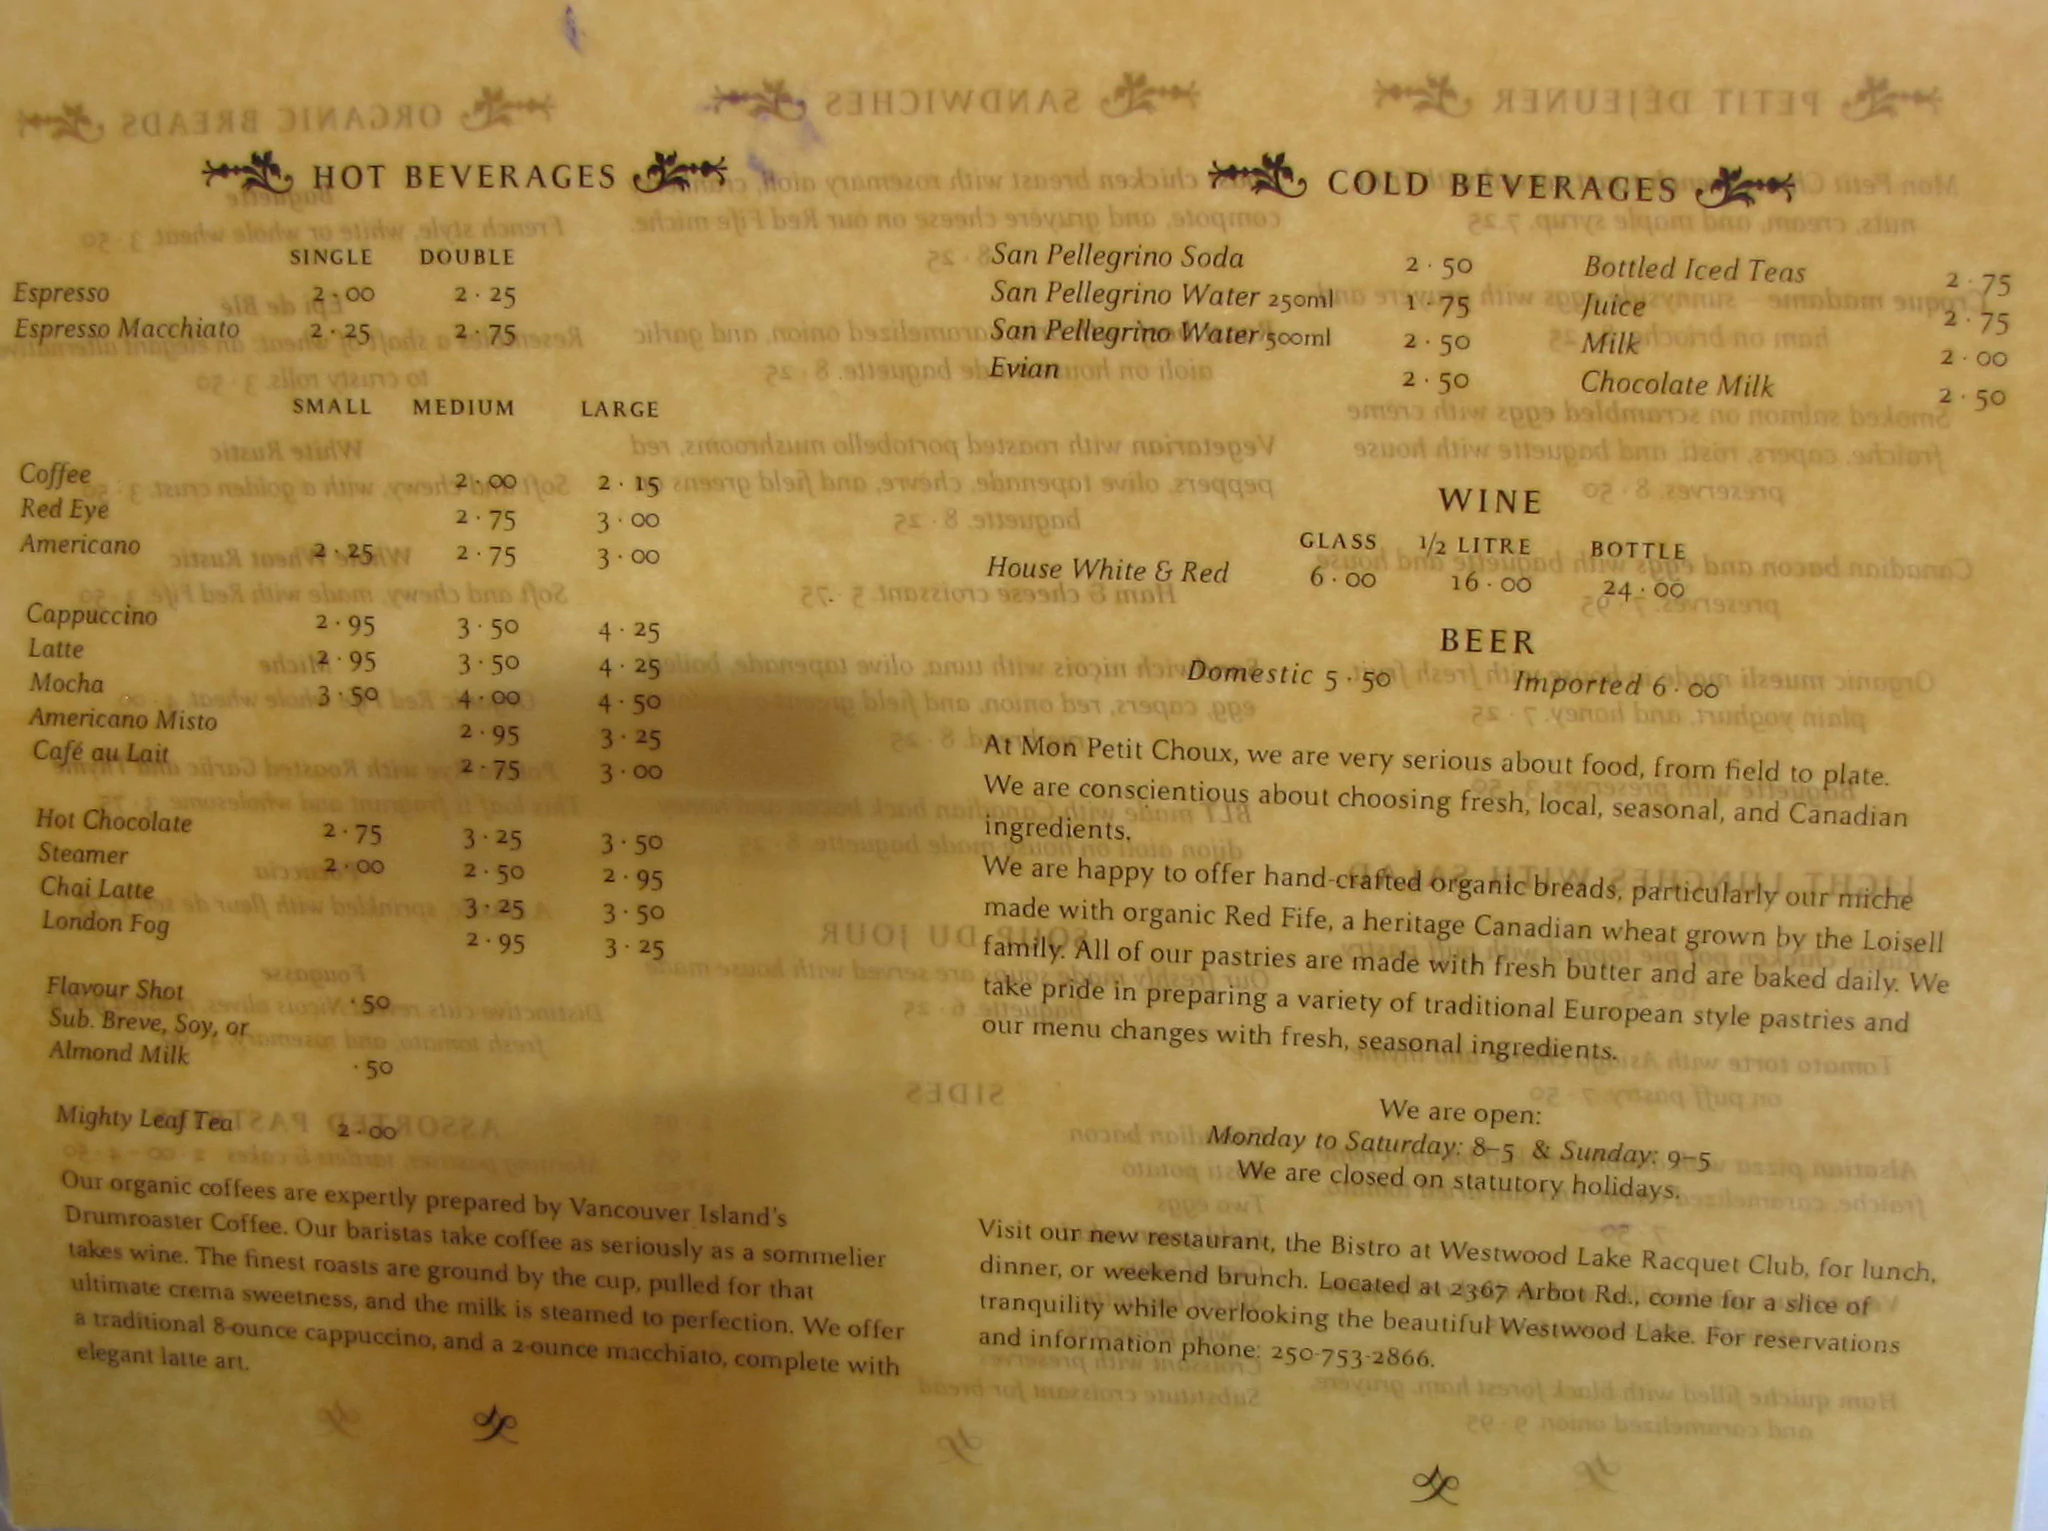 HOT BEVERAGES
SINGLE DOUBLE
Espresso 2·00 2·25
Espresso Macchiato 2·25 2·75
SMALL MEDIUM LARGE
Coffee 2·00 2·15
Red Eye 2·75 3·00
Americano 2·25 2·75 3·00
Cappuccino 2·95 3·50 4·25
Latte 2·95 3·50 4·25
Mocha 3·50 4·00 4·50
Americano Misto 2·95 3·25
Café au Lait 2·75 3·00
Hot Chocolate 2·75 3·25 3·50
Steamer 2·00 2·50 2·95
Chai Latte 3·25 3·50
London Fog 2·95 3·25
Flavour Shot ·50
Sub. Breve, Soy, or
Almond Milk ·50
Mighty Leaf Tea 2·00
Our organic coffees are expertly prepared by Vancouver Island's
Drumroaster Coffee. Our baristas take coffee as seriously as a sommelier
takes wine. The finest roasts are ground by the cup, pulled for that
ultimate crema sweetness, and the milk is steamed to perfection. We offer
a traditional 8-ounce cappuccino, and a 2-ounce macchiato, complete with
elegant latte art.
COLD BEVERAGES
San Pellegrino Soda 2·50 Bottled Iced Teas 2·75
San Pellegrino Water 250ml 1·75 Juice 2·75
San Pellegrino Water 500ml 2·50 Milk 2·00
Evian 2·50 Chocolate Milk 2·50
WINE
GLASS 1/2 LITRE BOTTLE
House White & Red 6·00 16·00 24·00
BEER
Domestic 5·50 Imported 6·00
At Mon Petit Choux, we are very serious about food, from field to plate.
We are conscientious about choosing fresh, local, seasonal, and Canadian
ingredients.
We are happy to offer hand-crafted organic breads, particularly our miche
made with organic Red Fife, a heritage Canadian wheat grown by the Loisell
family. All of our pastries are made with fresh butter and are baked daily. We
take pride in preparing a variety of traditional European style pastries and
our menu changes with fresh, seasonal ingredients.
We are open:
Monday to Saturday: 8–5 & Sunday: 9–5
We are closed on statutory holidays.
Visit our new restaurant, the Bistro at Westwood Lake Racquet Club, for lunch,
dinner, or weekend brunch. Located at 2367 Arbot Rd., come for a slice of
tranquility while overlooking the beautiful Westwood Lake. For reservations
and information phone: 250-753-2866.